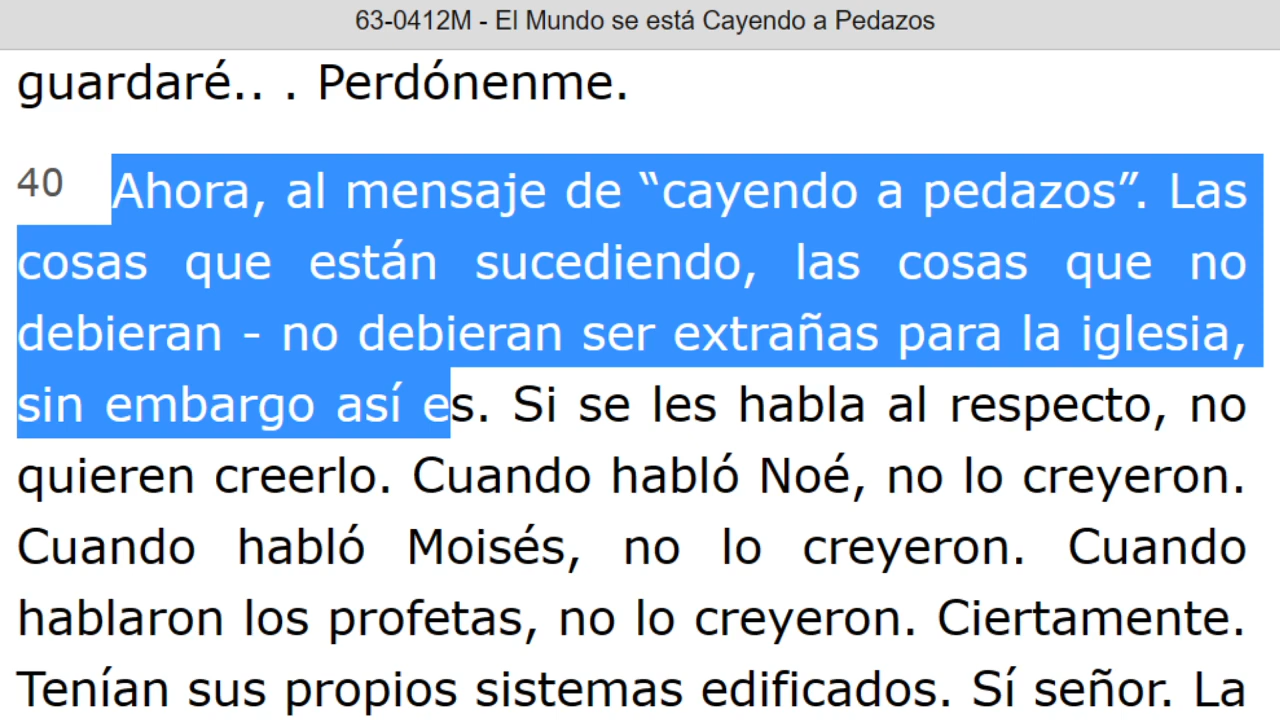 63-0412M - El Mundo se está Cayendo a Pedazos
guardaré.. . Perdónenme.
40 Ahora, al mensaje de “cayendo a pedazos”. Las
cosas que están sucediendo, las cosas que no
debieran - no debieran ser extrañas para la iglesia,
sin embargo así es. Si se les habla al respecto, no
quieren creerlo. Cuando habló Noé, no lo creyeron.
Cuando habló Moisés, no lo creyeron. Cuando
hablaron los profetas, no lo creyeron. Ciertamente.
Tenían sus propios sistemas edificados. Sí señor. La